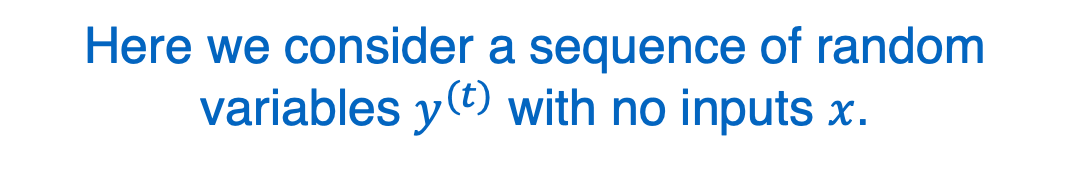 Here we consider a sequence of random
variables y^(t) with no inputs x.